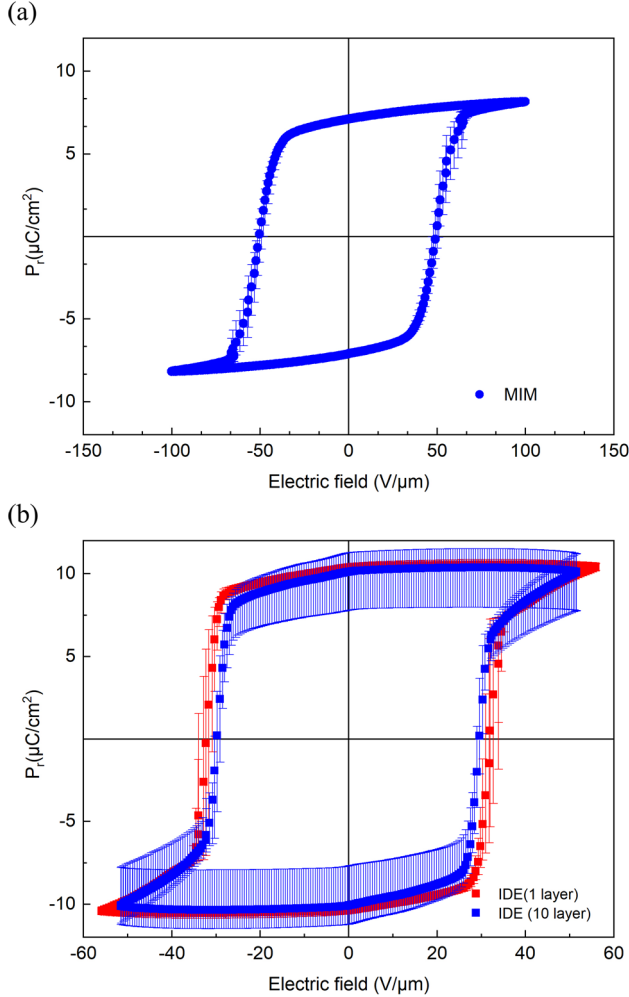 (a)
10
5
-5
-10
Pr(µC/cm²)
MIM
-150 -100 -50 0 50 100 150
Electric field (V/µm)
(b)
10
5
-5
-10
Pr(µC/cm²)
IDE(1 layer)
IDE (10 layer)
-60 -40 -20 0 20 40 60
Electric field (V/µm)